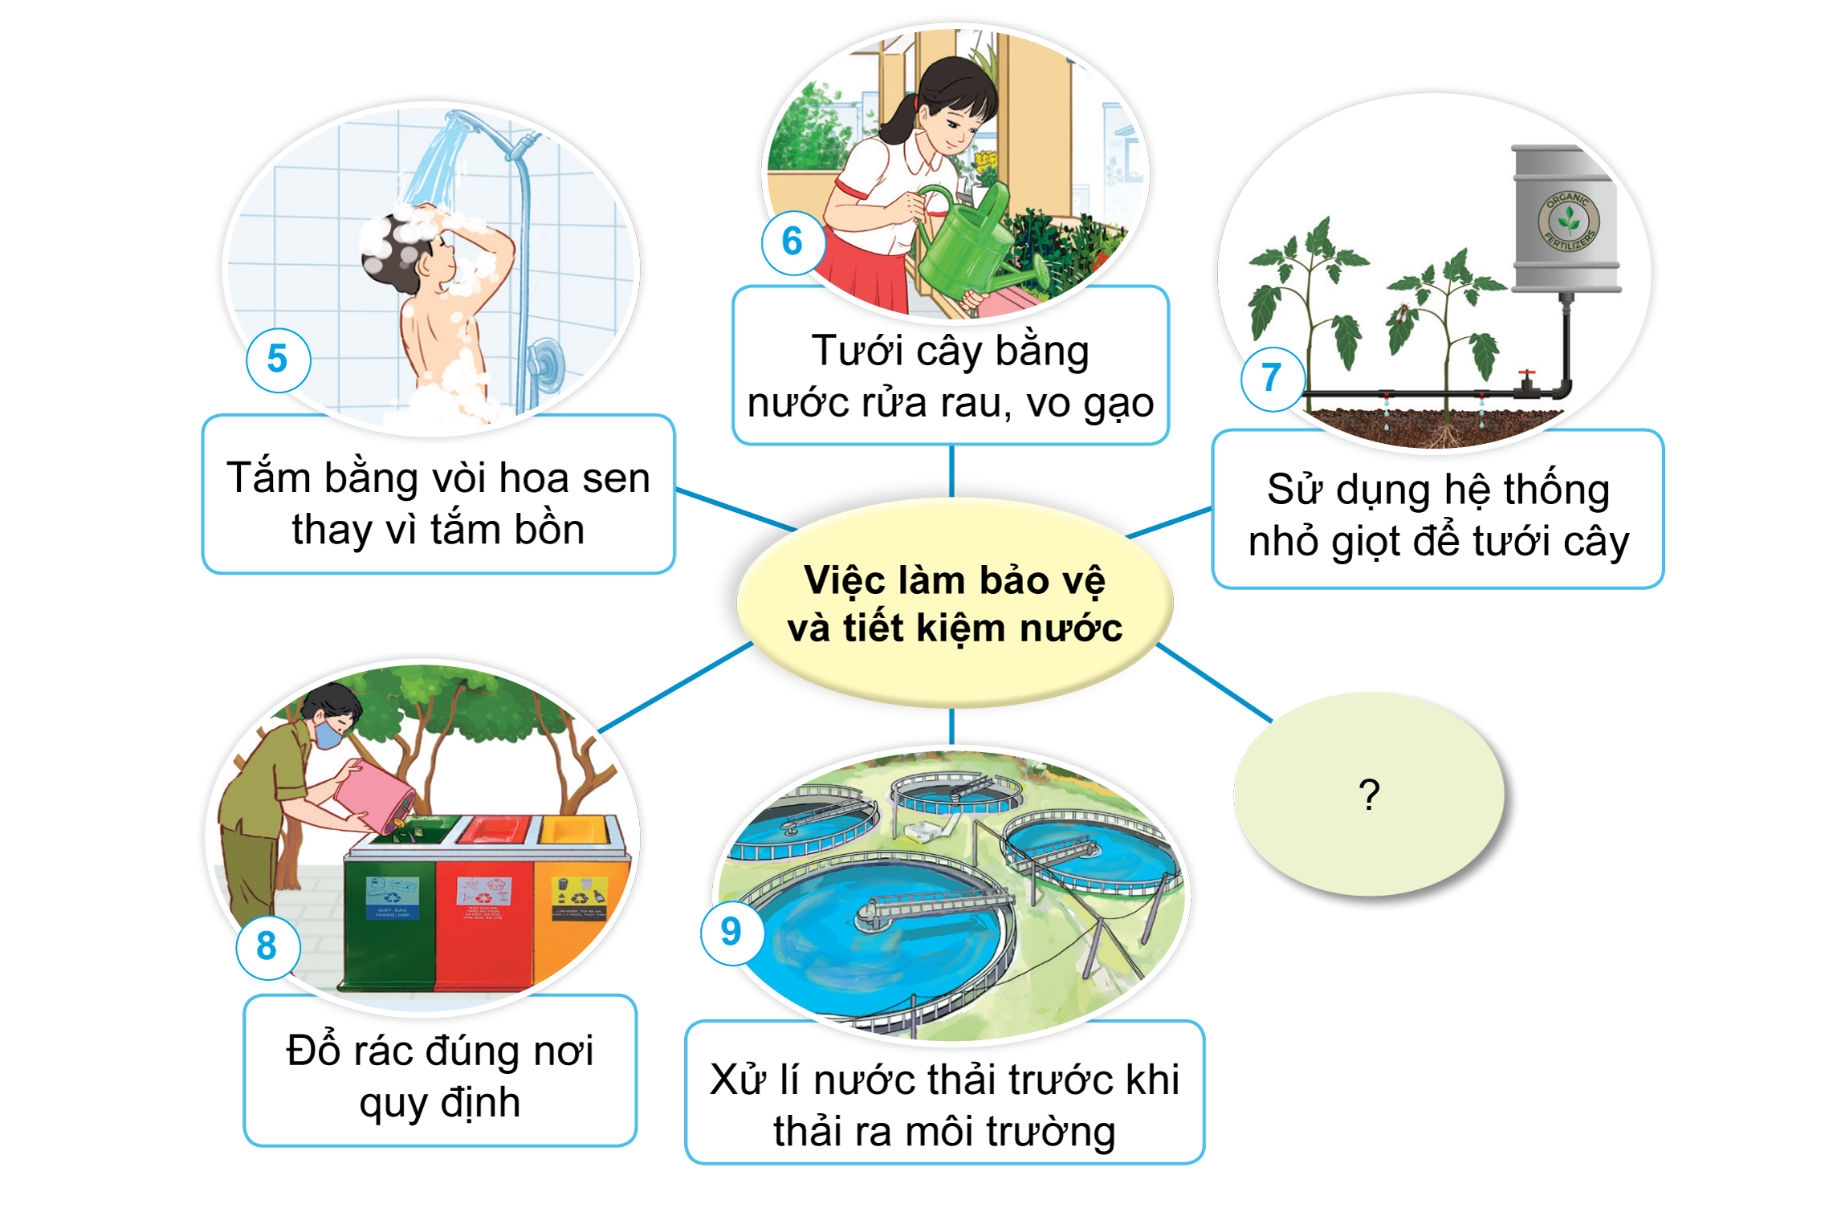 5
Tắm bằng vòi hoa sen
thay vì tắm bồn
6
Tưới cây bằng
nước rửa rau, vo gạo
ORGANIC
FERTILIZERS
7
Sử dụng hệ thống
nhỏ giọt để tưới cây
Việc làm bảo vệ
và tiết kiệm nước
8
Đổ rác đúng nơi
quy định
9
Xử lí nước thải trước khi
thải ra môi trường
?